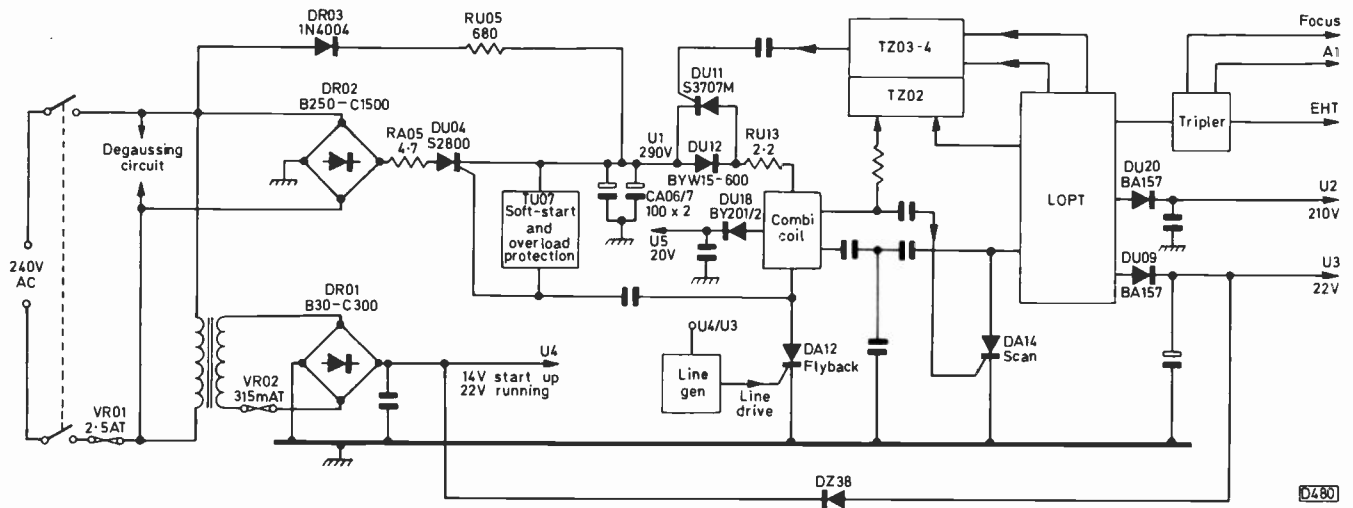 DR03
1N4004
RU05
680
DR02
B250-C1500
RA05
4·7
DU04
S2800
Degaussing
circuit
240V
AC
VR01
2·5AT
VR02
315mAT
DR01
B30-C300
U4
14V start up
22V running
TU07
Soft-start
and
overload
protection
U1
290V
CA06/7
100 x 2
DU11
S3707M
DU12
BYW15-600
RU13
2·2
DU18
BY201/2
U5
20V
Combi
coil
TZ03-4
TZ02
U4/U3
Line
gen
Line
drive
DA12
Flyback
DA14
Scan
LOPT
Tripler
Focus
A1
EHT
DU20
BA157
U2
210V
DU09
BA157
U3
22V
DZ38
D480